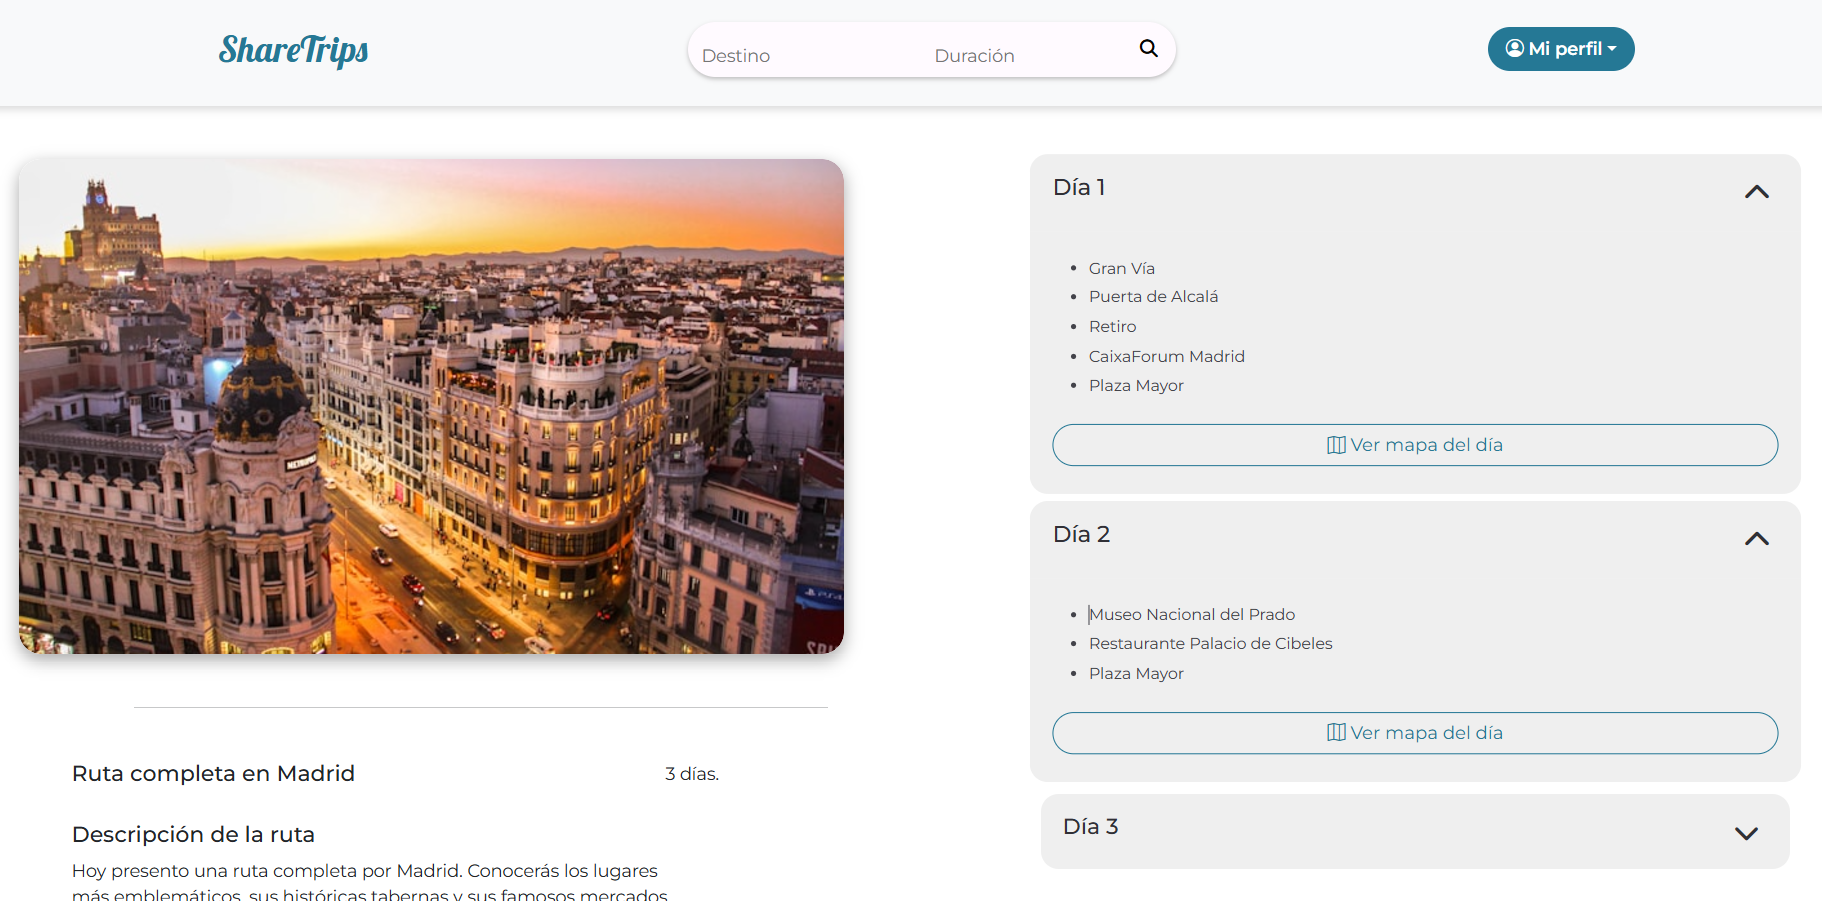 ShareTrips
Destino
Duración
Mi perfil
METROPOLIS
Ruta completa en Madrid
3 días.
Descripción de la ruta
Hoy presento una ruta completa por Madrid. Conocerás los lugares
más emblemáticos, sus históricas tabernas y sus famosos mercados
Día 1
Gran Vía
Puerta de Alcalá
Retiro
CaixaForum Madrid
Plaza Mayor
Ver mapa del día
Día 2
Museo Nacional del Prado
Restaurante Palacio de Cibeles
Plaza Mayor
Ver mapa del día
Día 3